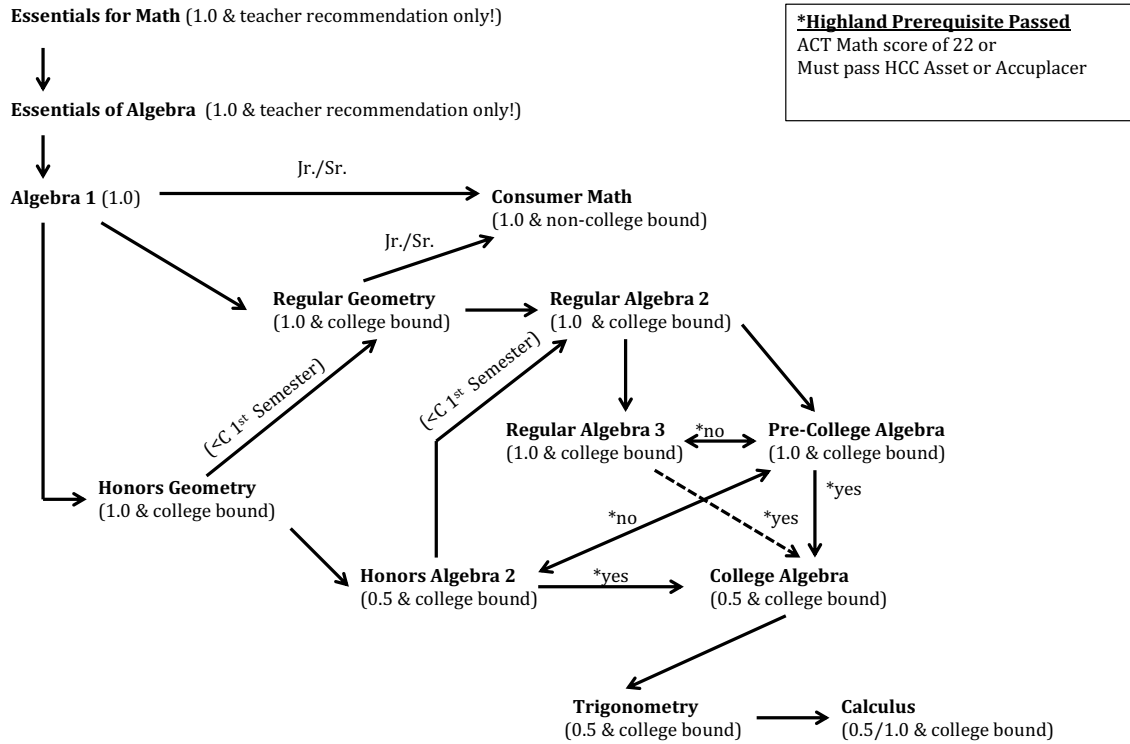 Essentials for Math (1.0 & teacher recommendation only!)
*Highland Prerequisite Passed
ACT Math score of 22 or
Must pass HCC Asset or Accuplacer
Essentials of Algebra (1.0 & teacher recommendation only!)
Jr./Sr.
Algebra 1 (1.0)
Consumer Math
(1.0 & non-college bound)
Jr./Sr.
Regular Geometry
(1.0 & college bound)
Regular Algebra 2
(1.0 & college bound)
(<C 1st Semester)
(<C 1st Semester)
Regular Algebra 3
(1.0 & college bound)
*no
Pre-College Algebra
(1.0 & college bound)
*yes
Honors Geometry
(1.0 & college bound)
*no
*yes
Honors Algebra 2
(0.5 & college bound)
*yes
College Algebra
(0.5 & college bound)
Trigonometry
(0.5 & college bound)
Calculus
(0.5/1.0 & college bound)